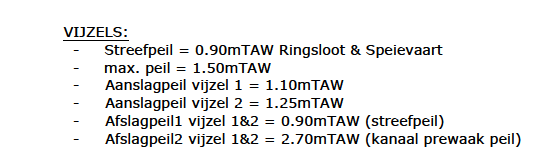 VIJZELS:
- Streefpeil = 0.90mTAW Ringsloot & Speievaart
- max. peil = 1.50mTAW
- Aanslagpeil vijzel 1 = 1.10mTAW
- Aanslagpeil vijzel 2 = 1.25mTAW
- Afslagpeil1 vijzel 1&2 = 0.90mTAW (streefpeil)
- Afslagpeil2 vijzel 1&2 = 2.70mTAW (kanaal prewaak peil)